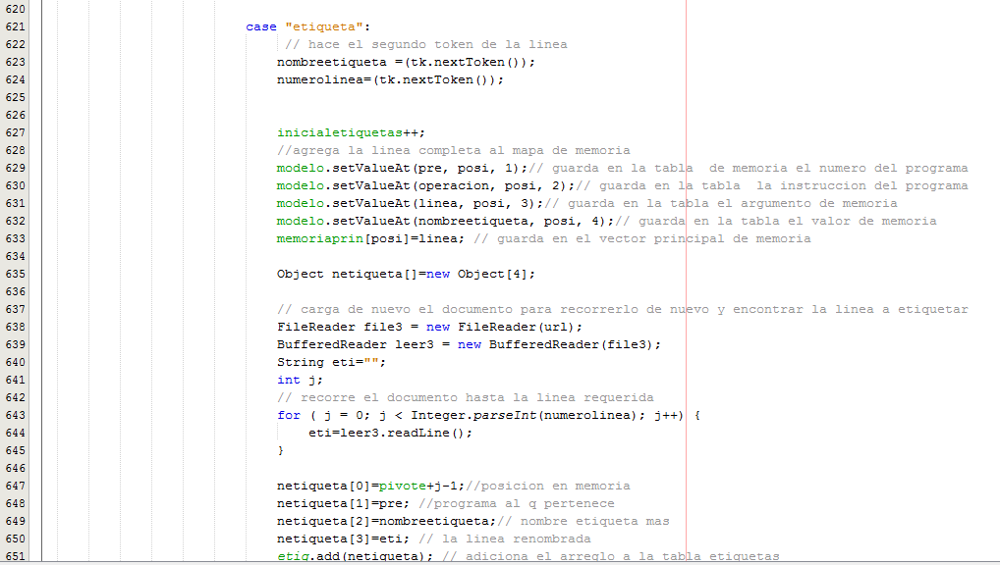 620
621 case "etiqueta":
622 // hace el segundo token de la linea
623 nombreetiqueta =(tk.nextToken());
624 numerolinea=(tk.nextToken());
625
626
627 inicialetiquetas++;
628 //agrega la linea completa al mapa de memoria
629 modelo.setValueAt(pre, posi, 1);// guarda en la tabla  de memoria el numero del programa
630 modelo.setValueAt(operacion, posi, 2);// guarda en la tabla  la instruccion del programa
631 modelo.setValueAt(linea, posi, 3);// guarda en la tabla el argumento de memoria
632 modelo.setValueAt(nombreetiqueta, posi, 4);// guarda en la tabla el valor de memoria
633 memoriaprin[posi]=linea; // guarda en el vector principal de memoria
634
635 Object netiqueta[]=new Object[4];
636
637 // carga de nuevo el documento para recorrerlo de nuevo y encontrar la linea a etiquetar
638 FileReader file3 = new FileReader(url);
639 BufferedReader leer3 = new BufferedReader(file3);
640 String eti="";
641 int j;
642 // recorre el documento hasta la linea requerida
643 for ( j = 0; j < Integer.parseInt(numerolinea); j++) {
644 eti=leer3.readLine();
645 }
646
647 netiqueta[0]=pivote+j-1;//posicion en memoria
648 netiqueta[1]=pre; //programa al q pertenece
649 netiqueta[2]=nombreetiqueta;// nombre etiqueta mas
650 netiqueta[3]=eti; // la linea renombrada
651 etiq.add(netiqueta); // adiciona el arreglo a la tabla etiquetas